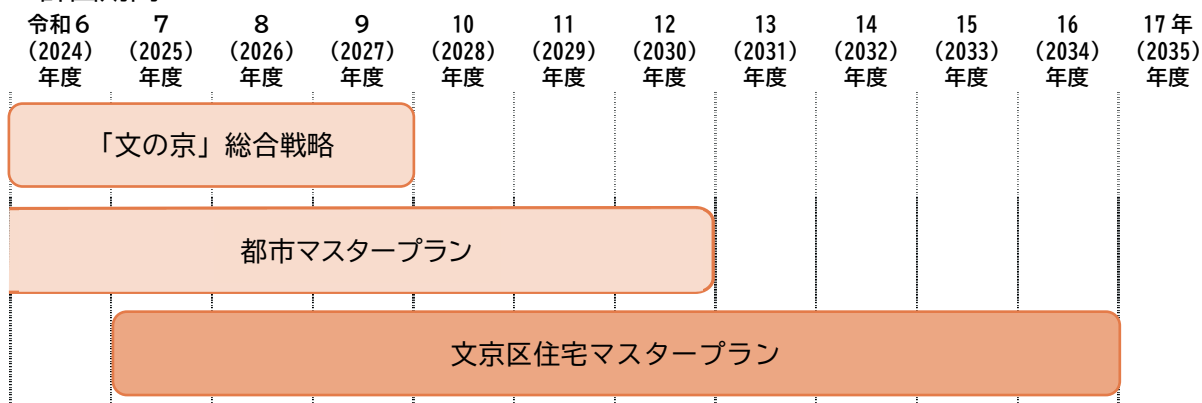 令和６ 7 8 9 10 11 12 13 14 15 16 17年
(2024) (2025) (2026) (2027) (2028) (2029) (2030) (2031) (2032) (2033) (2034) (2035)
年度 年度 年度 年度 年度 年度 年度 年度 年度 年度 年度 年度
「文の京」総合戦略
都市マスタープラン
文京区住宅マスタープラン